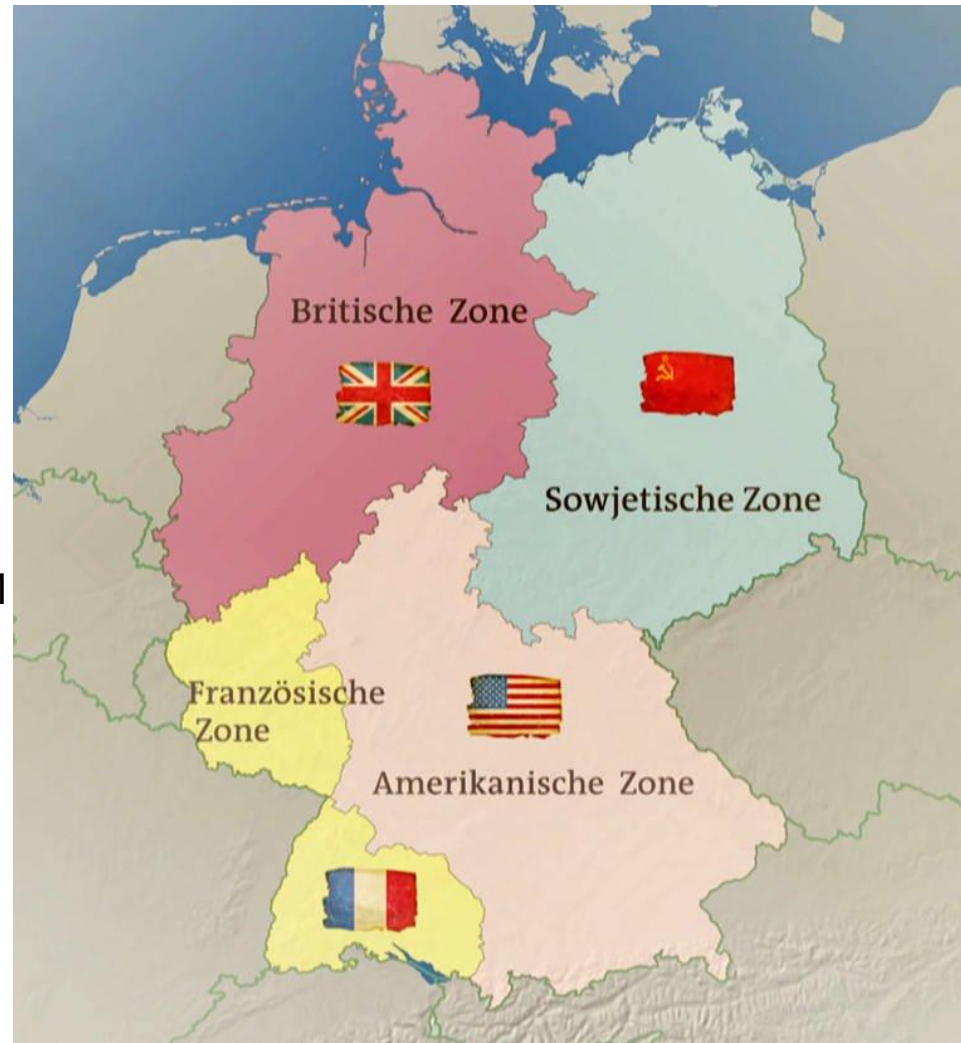 Britische Zone
Sowjetische Zone
Französische
Zone
Amerikanische Zone